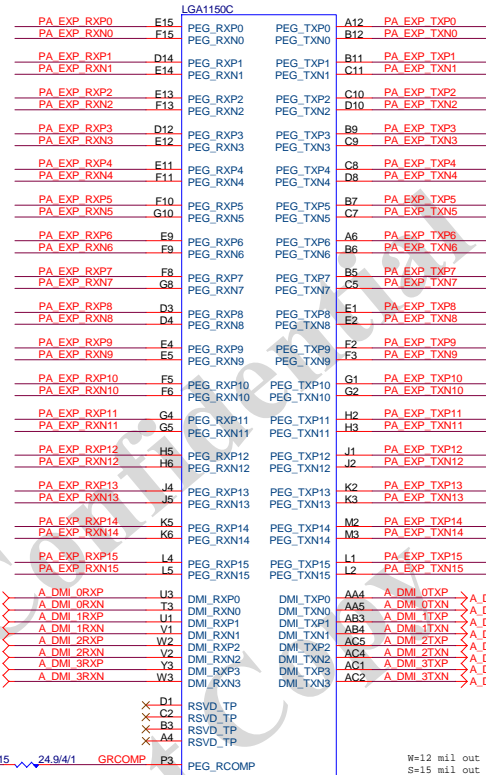 LGA1150C
PA_EXP_RXP0 E15 PEG_RXP0 PEG_TXP0 A12 PA_EXP_TXP0
PA_EXP_RXN0 F15 PEG_RXN0 PEG_TXN0 B12 PA_EXP_TXN0
PA_EXP_RXP1 D14 PEG_RXP1 PEG_TXP1 B11 PA_EXP_TXP1
PA_EXP_RXN1 E14 PEG_RXN1 PEG_TXN1 C11 PA_EXP_TXN1
PA_EXP_RXP2 E13 PEG_RXP2 PEG_TXP2 C10 PA_EXP_TXP2
PA_EXP_RXN2 F13 PEG_RXN2 PEG_TXN2 D10 PA_EXP_TXN2
PA_EXP_RXP3 D12 PEG_RXP3 PEG_TXP3 B9 PA_EXP_TXP3
PA_EXP_RXN3 E12 PEG_RXN3 PEG_TXN3 C9 PA_EXP_TXN3
PA_EXP_RXP4 E11 PEG_RXP4 PEG_TXP4 C8 PA_EXP_TXP4
PA_EXP_RXN4 F11 PEG_RXN4 PEG_TXN4 D8 PA_EXP_TXN4
PA_EXP_RXP5 F10 PEG_RXP5 PEG_TXP5 B7 PA_EXP_TXP5
PA_EXP_RXN5 G10 PEG_RXN5 PEG_TXN5 C7 PA_EXP_TXN5
PA_EXP_RXP6 E9 PEG_RXP6 PEG_TXP6 A6 PA_EXP_TXP6
PA_EXP_RXN6 F9 PEG_RXN6 PEG_TXN6 B6 PA_EXP_TXN6
PA_EXP_RXP7 F8 PEG_RXP7 PEG_TXP7 B5 PA_EXP_TXP7
PA_EXP_RXN7 G8 PEG_RXN7 PEG_TXN7 C5 PA_EXP_TXN7
PA_EXP_RXP8 D3 PEG_RXP8 PEG_TXP8 E1 PA_EXP_TXP8
PA_EXP_RXN8 D4 PEG_RXN8 PEG_TXN8 E2 PA_EXP_TXN8
PA_EXP_RXP9 E4 PEG_RXP9 PEG_TXP9 F2 PA_EXP_TXP9
PA_EXP_RXN9 E5 PEG_RXN9 PEG_TXN9 F3 PA_EXP_TXN9
PA_EXP_RXP10 F5 PEG_RXP10 PEG_TXP10 G1 PA_EXP_TXP10
PA_EXP_RXN10 F6 PEG_RXN10 PEG_TXN10 G2 PA_EXP_TXN10
PA_EXP_RXP11 G4 PEG_RXP11 PEG_TXP11 H2 PA_EXP_TXP11
PA_EXP_RXN11 G5 PEG_RXN11 PEG_TXN11 H3 PA_EXP_TXN11
PA_EXP_RXP12 H5 PEG_RXP12 PEG_TXP12 J1 PA_EXP_TXP12
PA_EXP_RXN12 H6 PEG_RXN12 PEG_TXN12 J2 PA_EXP_TXN12
PA_EXP_RXP13 J4 PEG_RXP13 PEG_TXP13 K2 PA_EXP_TXP13
PA_EXP_RXN13 J5 PEG_RXN13 PEG_TXN13 K3 PA_EXP_TXN13
PA_EXP_RXP14 K5 PEG_RXP14 PEG_TXP14 M2 PA_EXP_TXP14
PA_EXP_RXN14 K6 PEG_RXN14 PEG_TXN14 M3 PA_EXP_TXN14
PA_EXP_RXP15 L4 PEG_RXP15 PEG_TXP15 L1 PA_EXP_TXP15
PA_EXP_RXN15 L5 PEG_RXN15 PEG_TXN15 L2 PA_EXP_TXN15
A_DMI_0RXP U3 DMI_RXP0 DMI_TXP0 AA4 A_DMI_0TXP
A_DMI_0RXN T3 DMI_RXN0 DMI_TXN0 AA5 A_DMI_0TXN
A_DMI_1RXP U1 DMI_RXP1 DMI_TXP1 AB3 A_DMI_1TXP
A_DMI_1RXN V1 DMI_RXN1 DMI_TXN1 AB4 A_DMI_1TXN
A_DMI_2RXP W2 DMI_RXP2 DMI_TXP2 AC5 A_DMI_2TXP
A_DMI_2RXN V2 DMI_RXN2 DMI_TXN2 AC4 A_DMI_2TXN
A_DMI_3RXP Y3 DMI_RXP3 DMI_TXP3 AC1 A_DMI_3TXP
A_DMI_3RXN W3 DMI_RXN3 DMI_TXN3 AC2 A_DMI_3TXN
D1 RSVD_TP
C2 RSVD_TP
B3 RSVD_TP
A4 RSVD_TP
15 24.9/4/1 GRCOMP P3 PEG_RCOMP
W=12 mil out
S=15 mil out
Confidential
Copy